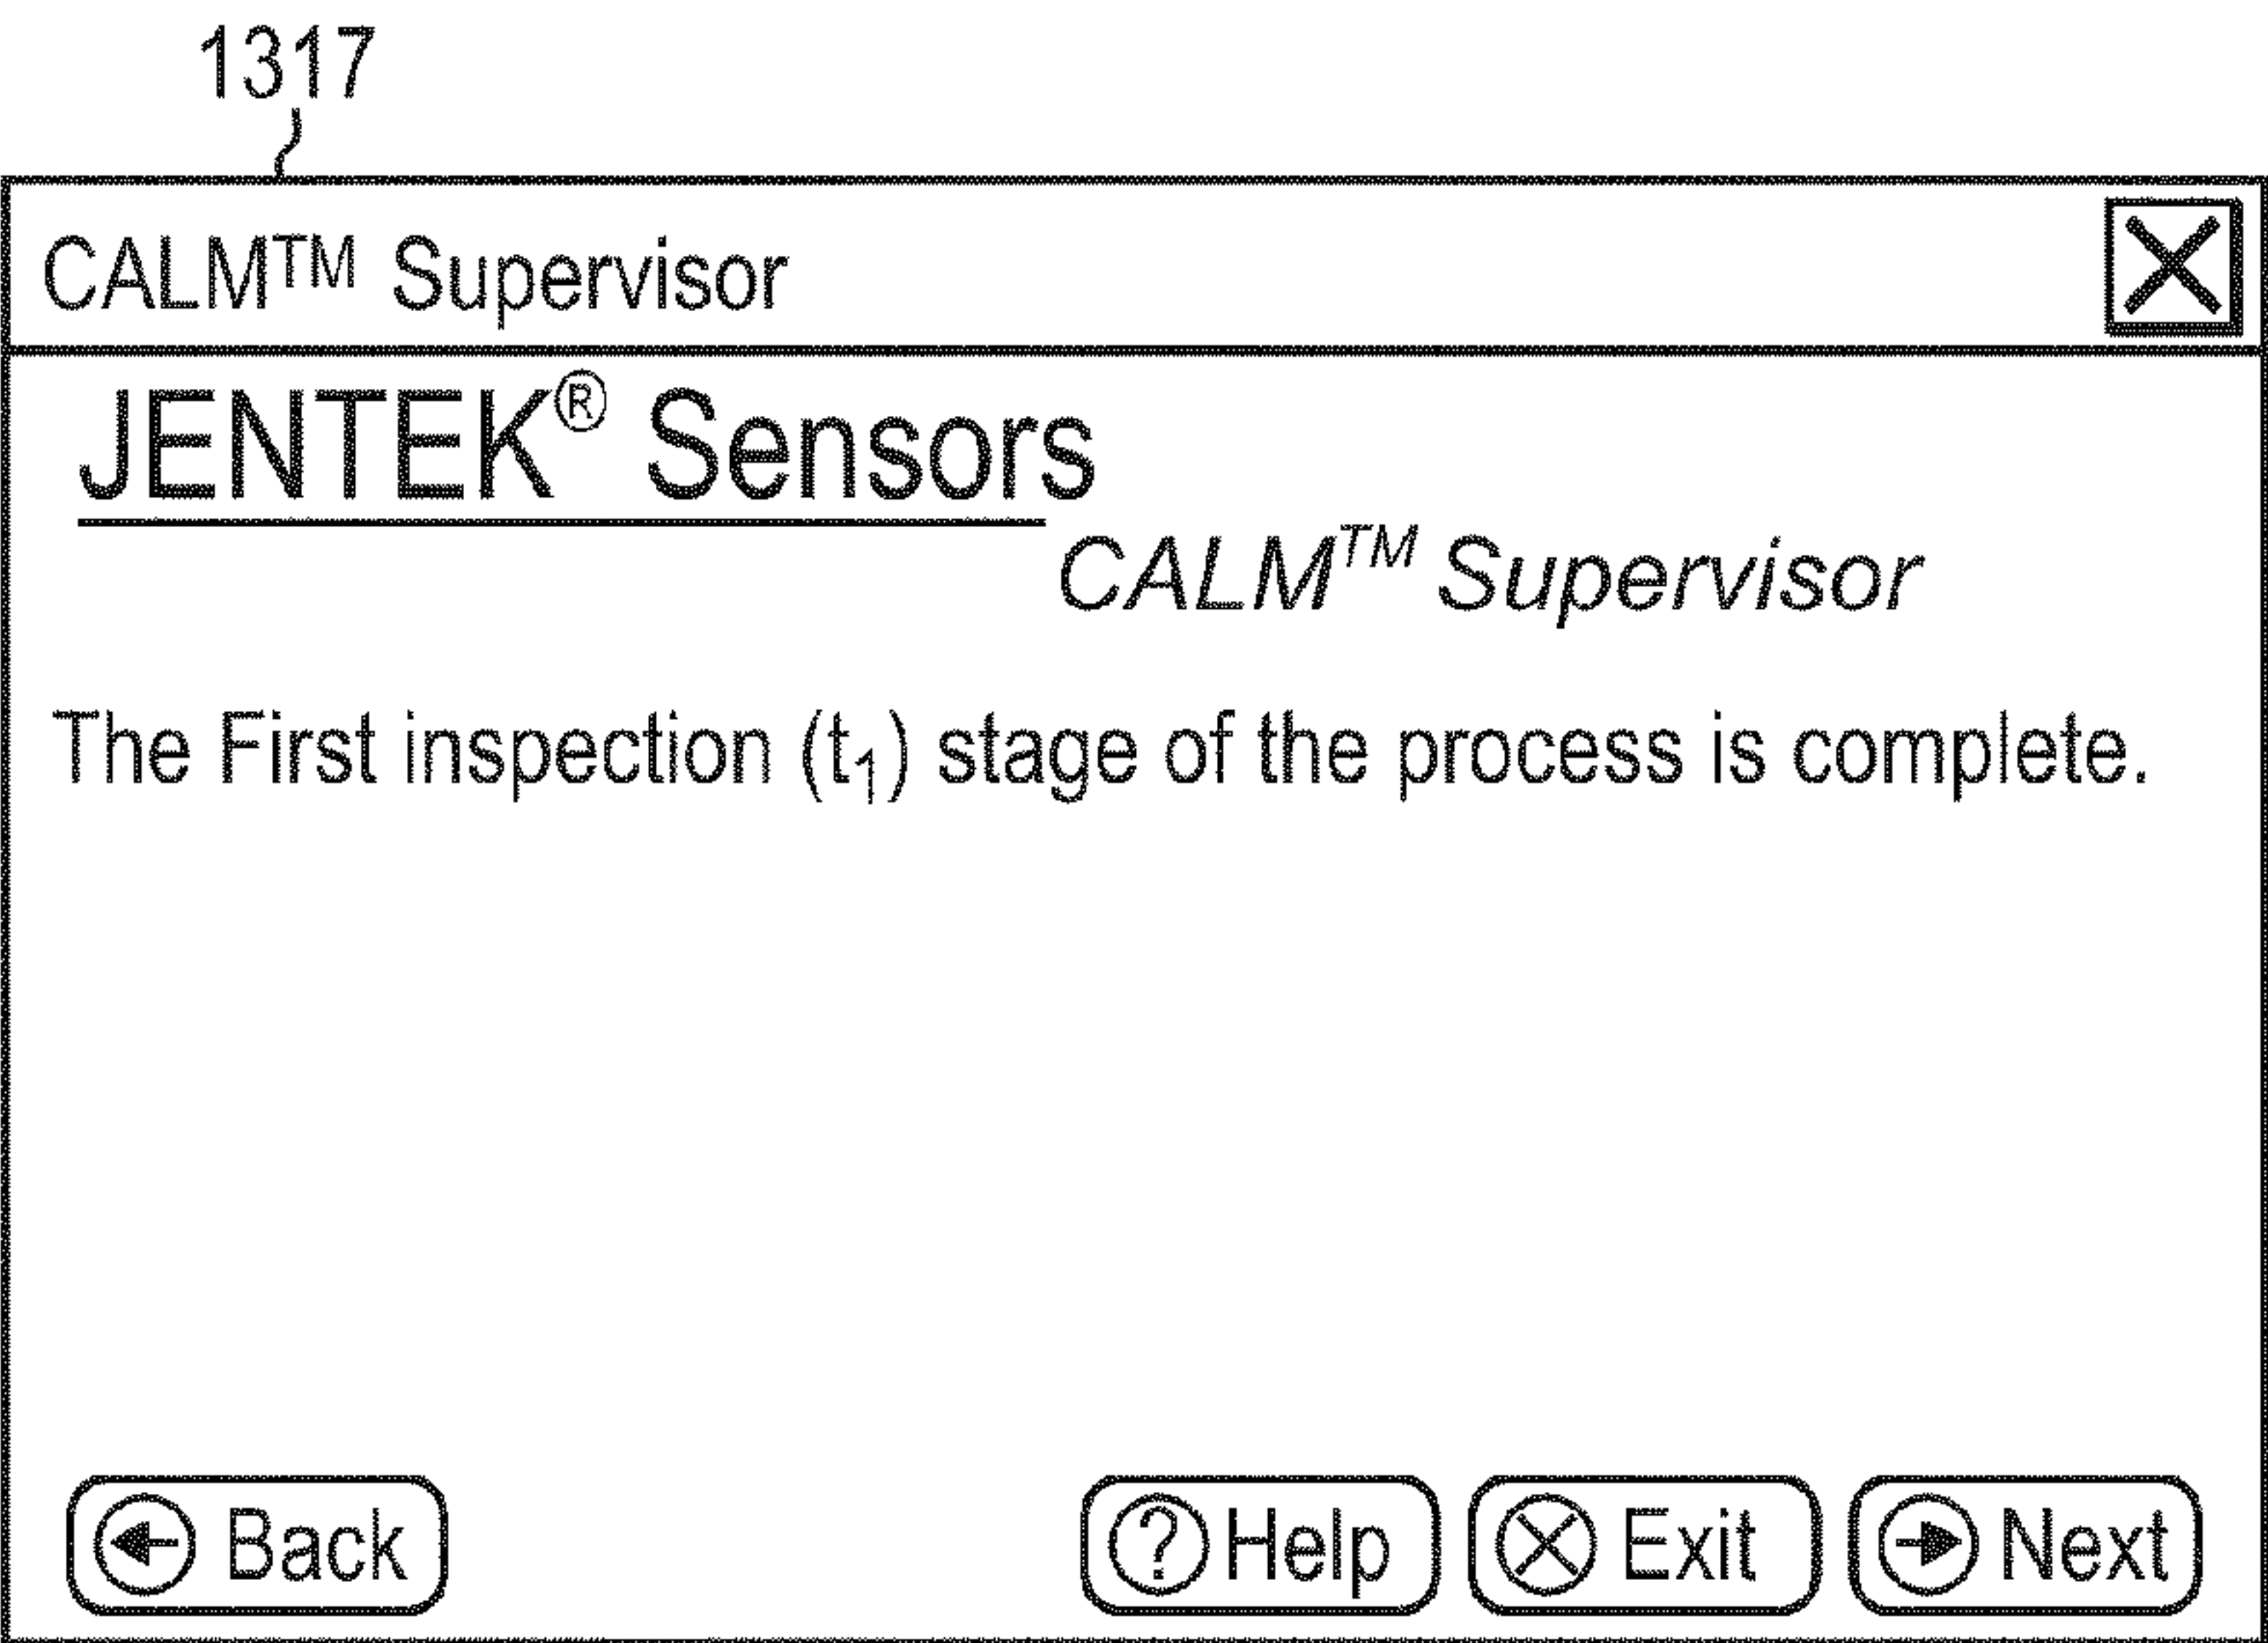 1317
CALM™ Supervisor
JENTEK® Sensors
CALM™ Supervisor
The First inspection (t₁) stage of the process is complete.
Back
? Help
Exit
Next